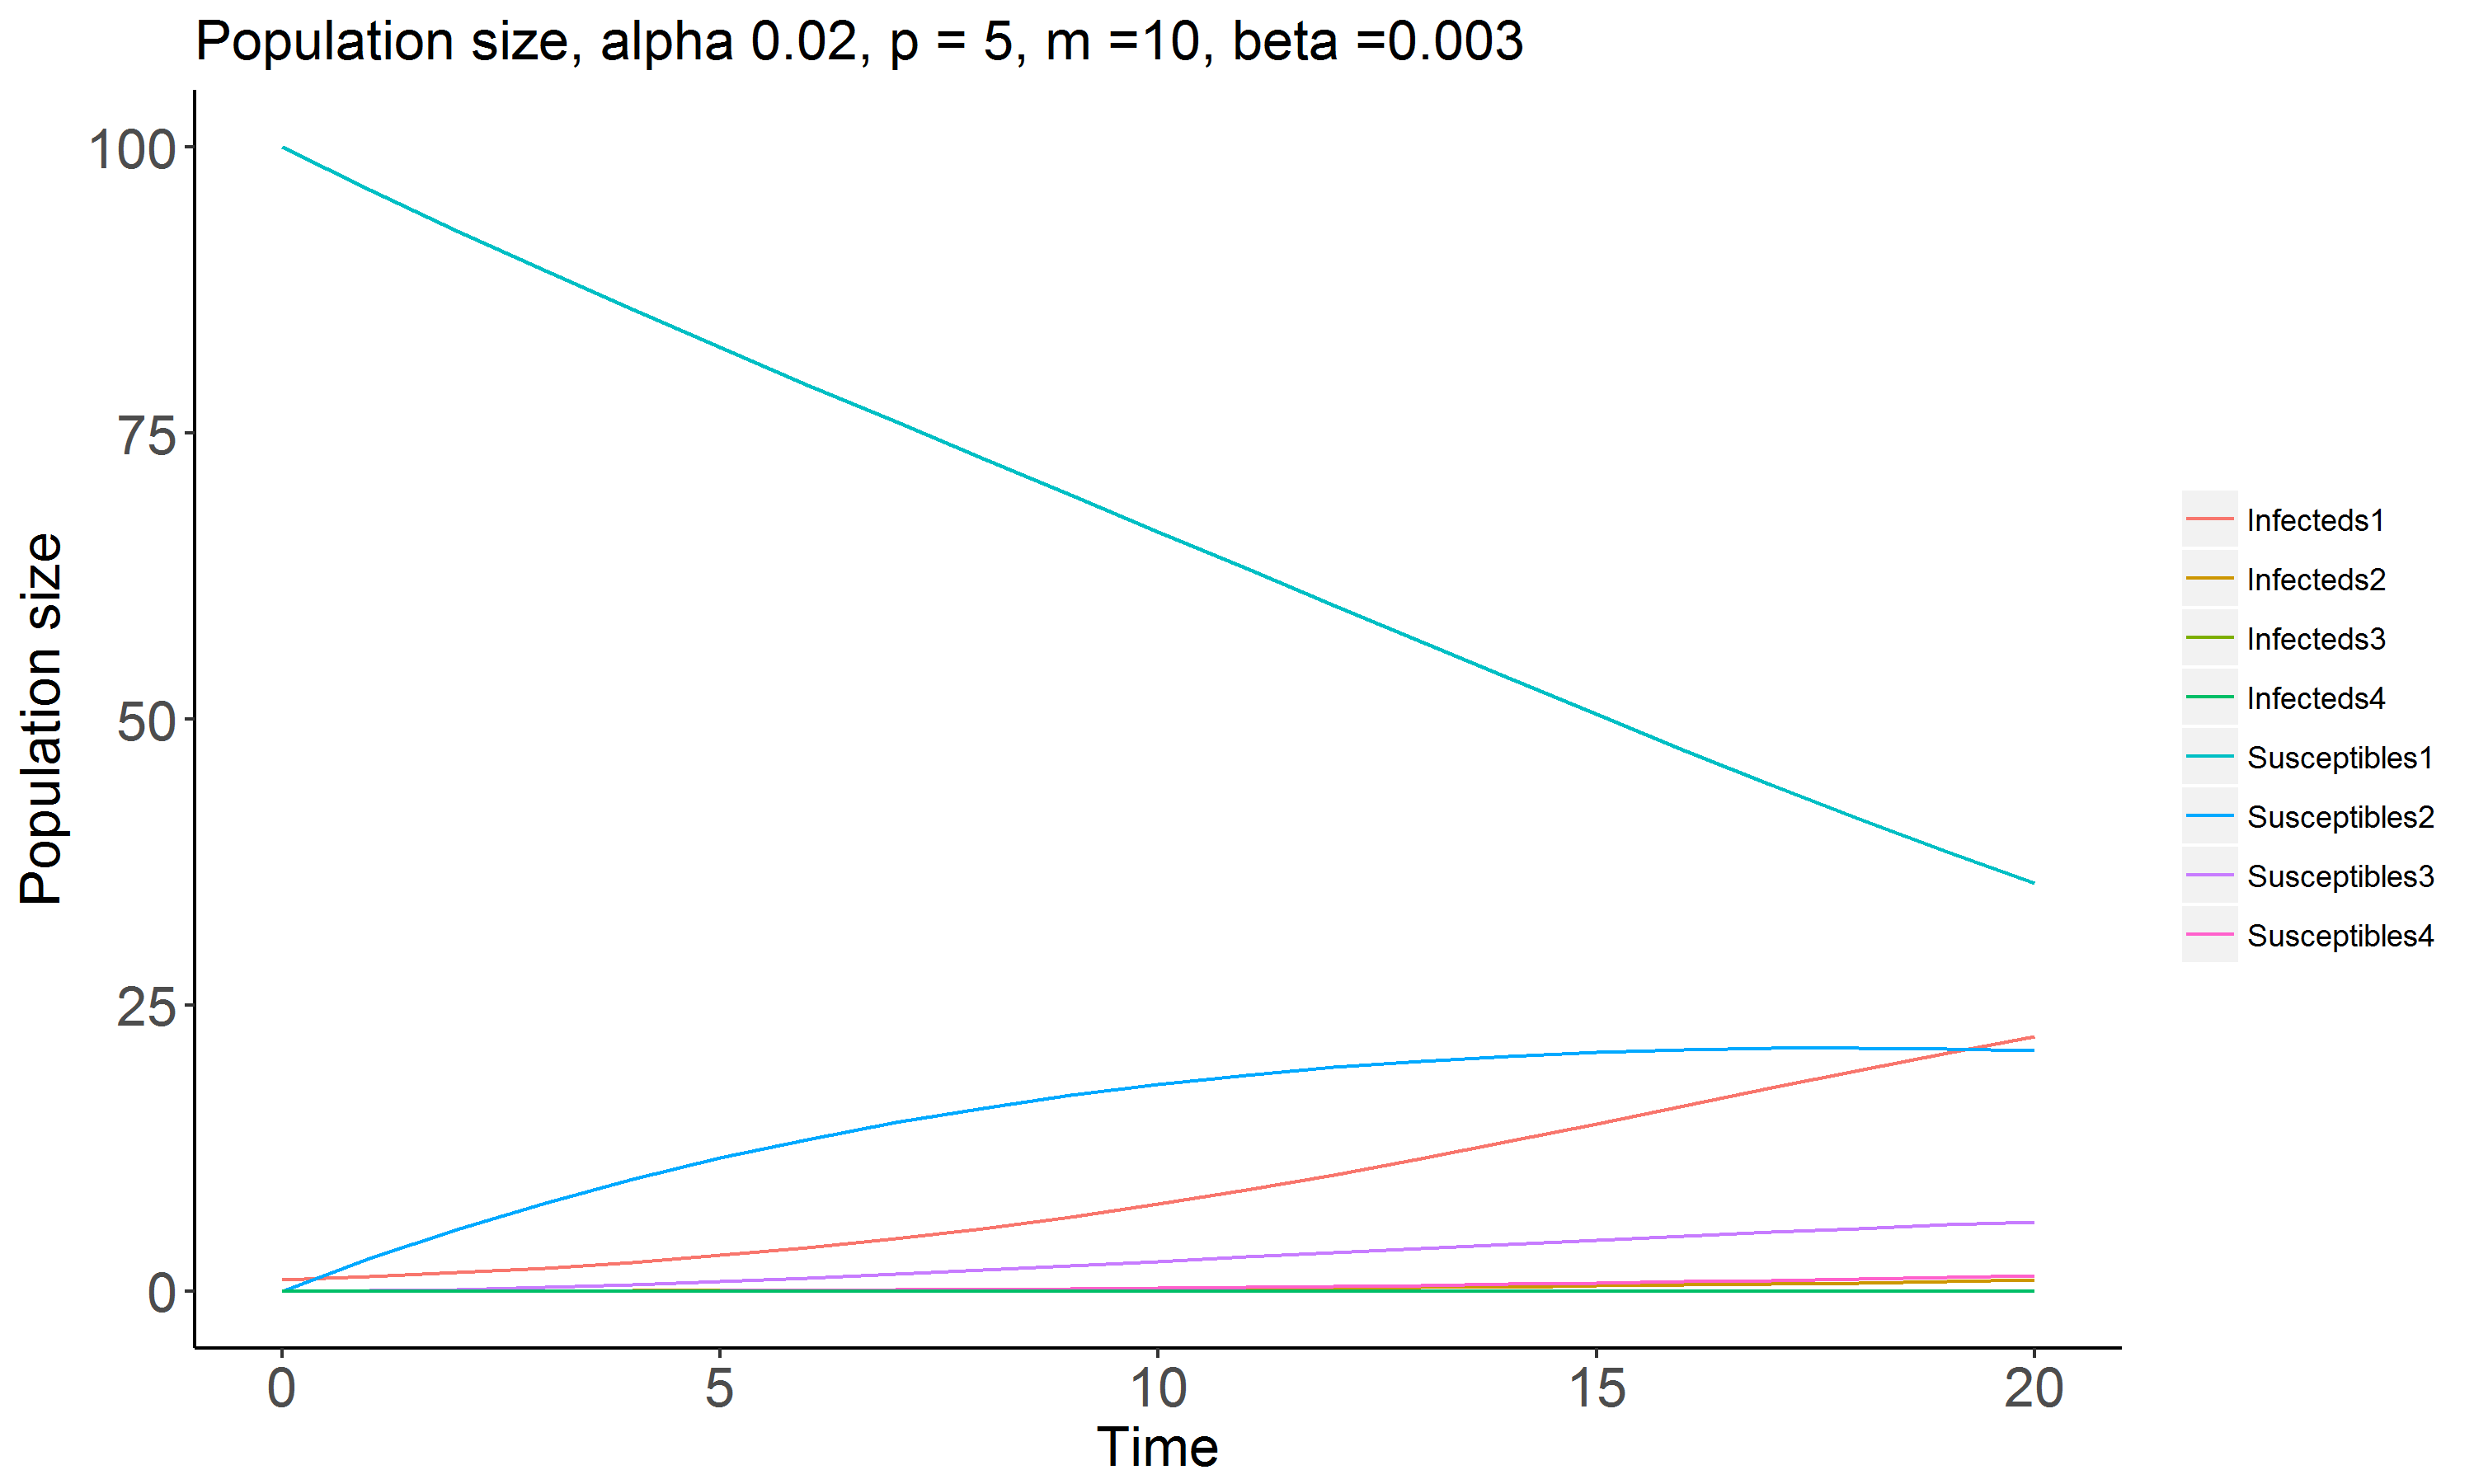 Population size, alpha 0.02, p = 5, m =10, beta =0.003
Population size
100
75
50
25
0
0 5 10 15 20
Time
Infecteds1
Infecteds2
Infecteds3
Infecteds4
Susceptibles1
Susceptibles2
Susceptibles3
Susceptibles4